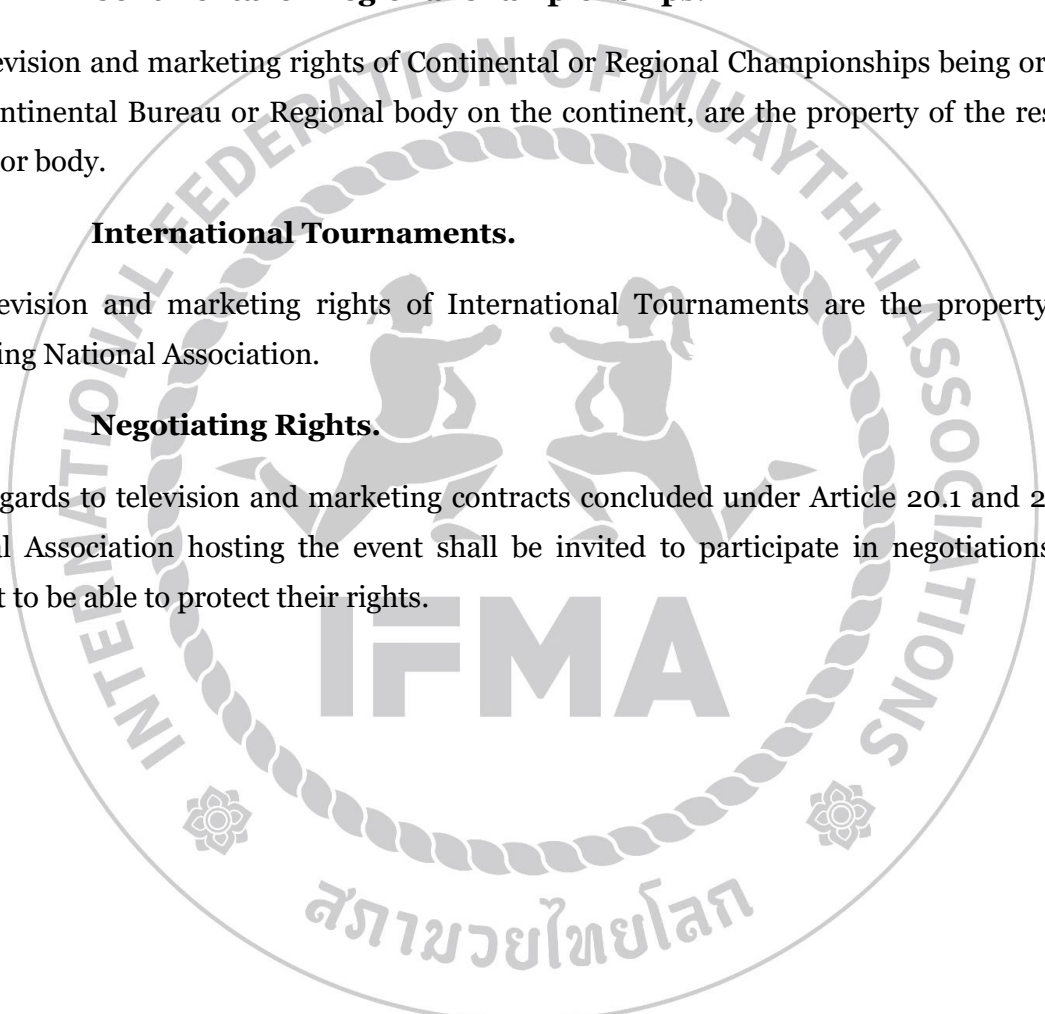 evision and marketing rights of Continental or Regional Championships being or
ntinental Bureau or Regional body on the continent, are the property of the res
or body.
International Tournaments.
evision and marketing rights of International Tournaments are the property
ing National Association.
Negotiating Rights.
gards to television and marketing contracts concluded under Article 20.1 and 2
l Association hosting the event shall be invited to participate in negotiations
t to be able to protect their rights.
INTERNATIONAL FEDERATION OF MUAYTHAI ASSOCIATIONS
IFMA
สภามวยไทยโลก